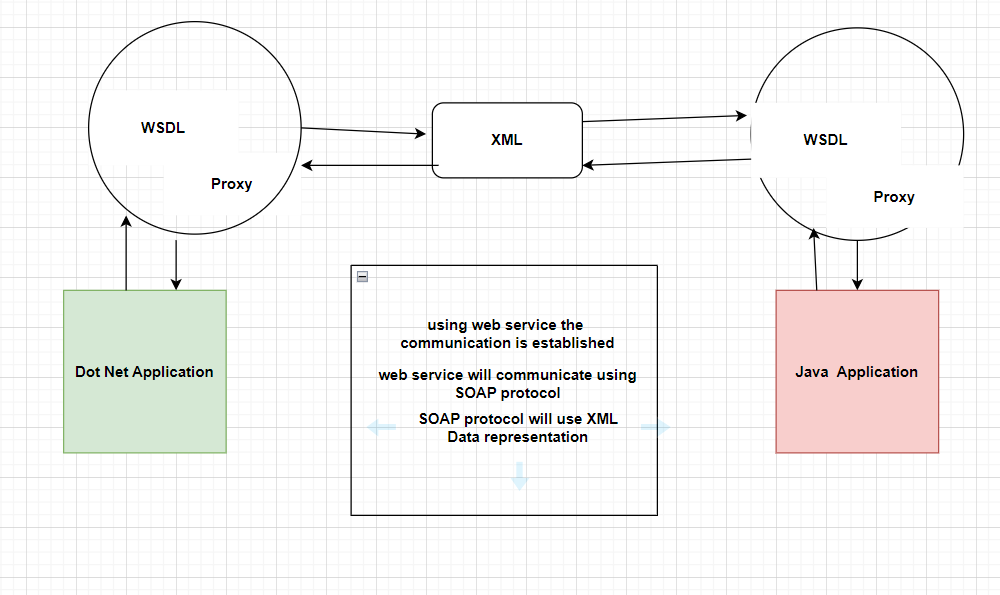 WSDL
Proxy
XML
WSDL
Proxy
using web service the
communication is established
web service will communicate using
SOAP protocol
SOAP protocol will use XML
Data representation
Dot Net Application
Java  Application